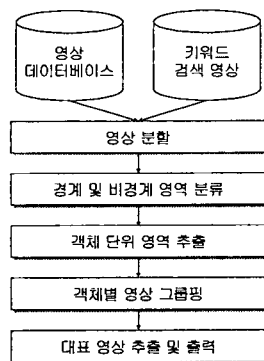 영상
데이터베이스
키워드
검색 영상
영상 분할
경계 및 비경계 영역 분류
객체 단위 영역 추출
객체별 영상 그룹핑
대표 영상 추출 및 출력